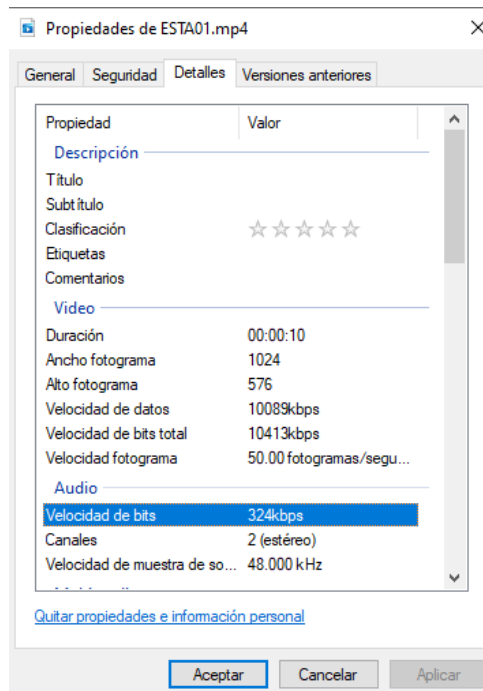 Propiedades de ESTA01.mp4
General Seguridad Detalles Versiones anteriores
Propiedad Valor
Descripción
Título
Subtítulo
Clasificación
Etiquetas
Comentarios
Video
Duración 00:00:10
Ancho fotograma 1024
Alto fotograma 576
Velocidad de datos 10089kbps
Velocidad de bits total 10413kbps
Velocidad fotograma 50.00 fotogramas/segu...
Audio
Velocidad de bits 324kbps
Canales 2 (estéreo)
Velocidad de muestra de so... 48.000 kHz
Quitar propiedades e información personal
Aceptar Cancelar Aplicar